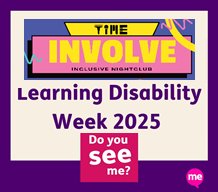 TIME
INVOLVE
INCLUSIVE NIGHTCLUB
Learning Disability
Week 2025
Do you
see
me?
me